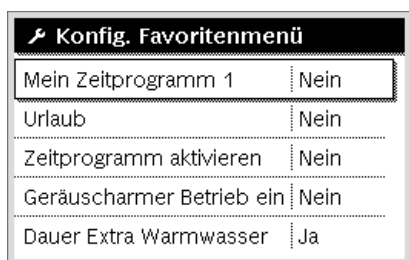 Konfig. Favoritenmenü
Mein Zeitprogramm 1 Nein
Urlaub Nein
Zeitprogramm aktivieren Nein
Geräuscharmer Betrieb ein Nein
Dauer Extra Warmwasser Ja